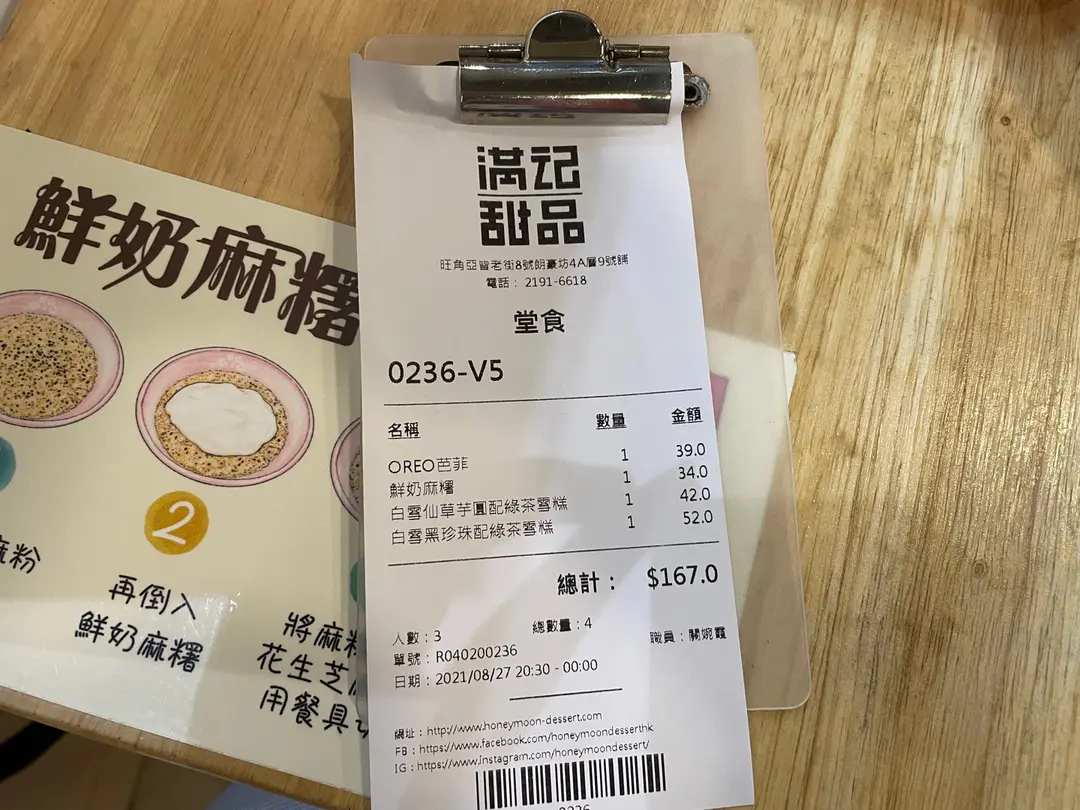 滿记
甜品
旺角亞皆老街8號朗豪坊4A層9號舖
電話： 2191-6618
堂食
0236-V5
名稱 數量 金額
OREO芭菲 1 39.0
鮮奶麻糬 1 34.0
白雪仙草芋圓配綠茶雪糕 1 42.0
白雪黑珍珠配綠茶雪糕 1 52.0
總計： $167.0
人數：3 總數量：4
單號：R040200236 職員：關婉霞
日期：2021/08/27 20:30 - 00:00
網址：http://www.honeymoon-dessert.com
FB：https://www.facebook.com/honeymoondesserthk
IG：https://www.instagram.com/honeymoondessert/
0236
鮮奶麻糬
2
麻粉
再倒入
鮮奶麻糬
將麻糬
花生芝
用餐具